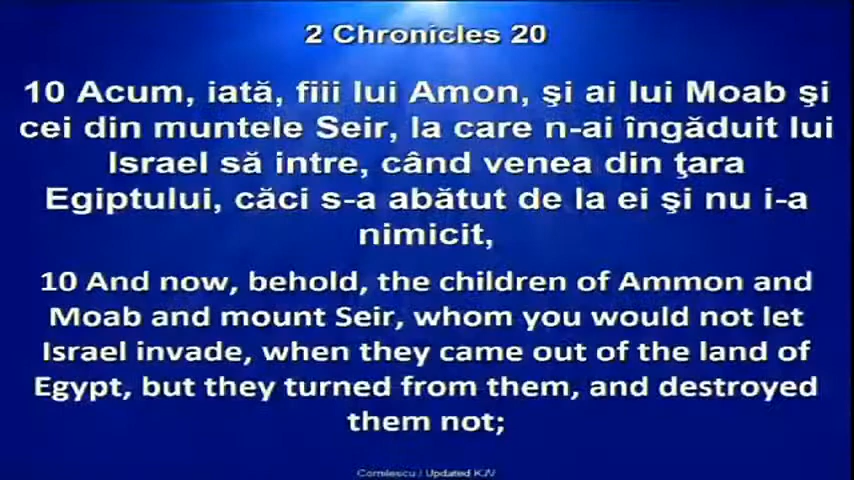 2 Chronicles 20
10 Acum, iată, fiii lui Amon, şi ai lui Moab şi
cei din muntele Seir, la care n-ai îngăduit lui
Israel să intre, când venea din ţara
Egiptului, căci s-a abătut de la ei şi nu i-a
nimicit,
10 And now, behold, the children of Ammon and
Moab and mount Seir, whom you would not let
Israel invade, when they came out of the land of
Egypt, but they turned from them, and destroyed
them not;
Cornilescu / Updated KJV